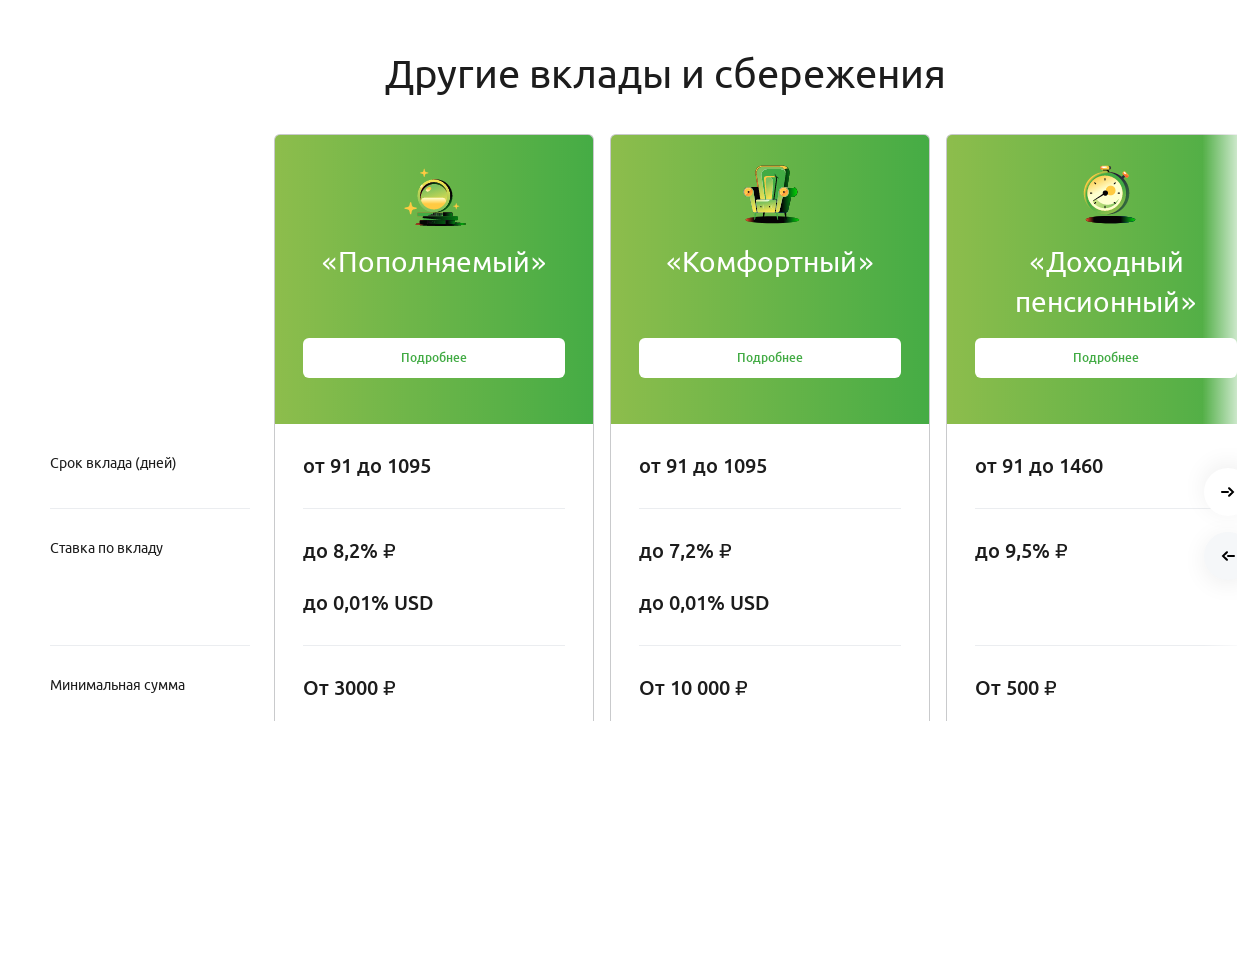 Другие вклады и сбережения
«Пополняемый»
«Комфортный»
«Доходный
пенсионный»
Подробнее
Подробнее
Подробнее
Срок вклада (дней)
от 91 до 1095
от 91 до 1095
от 91 до 1460
Ставка по вкладу
до 8,2% ₽
до 7,2% ₽
до 9,5% ₽
до 0,01% USD
до 0,01% USD
Минимальная сумма
От 3000 ₽
От 10 000 ₽
От 500 ₽